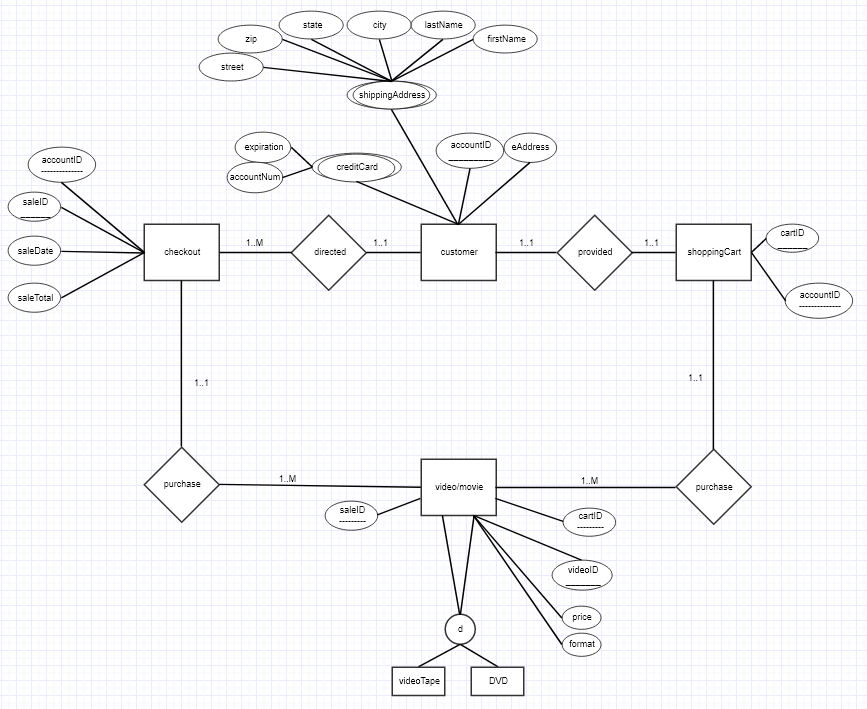 state
city
lastName
zip
firstName
street
shippingAddress
expiration
accountID
eAddress
accountID
creditCard
accountNum
saleID
cartID
1..M
1..1
1..1
1..1
saleDate
checkout
directed
customer
provided
shoppingCart
saleTotal
accountID
1..1
1..1
1..M
1..M
purchase
video/movie
purchase
saleID
cartID
videoID
price
d
format
videoTape
DVD